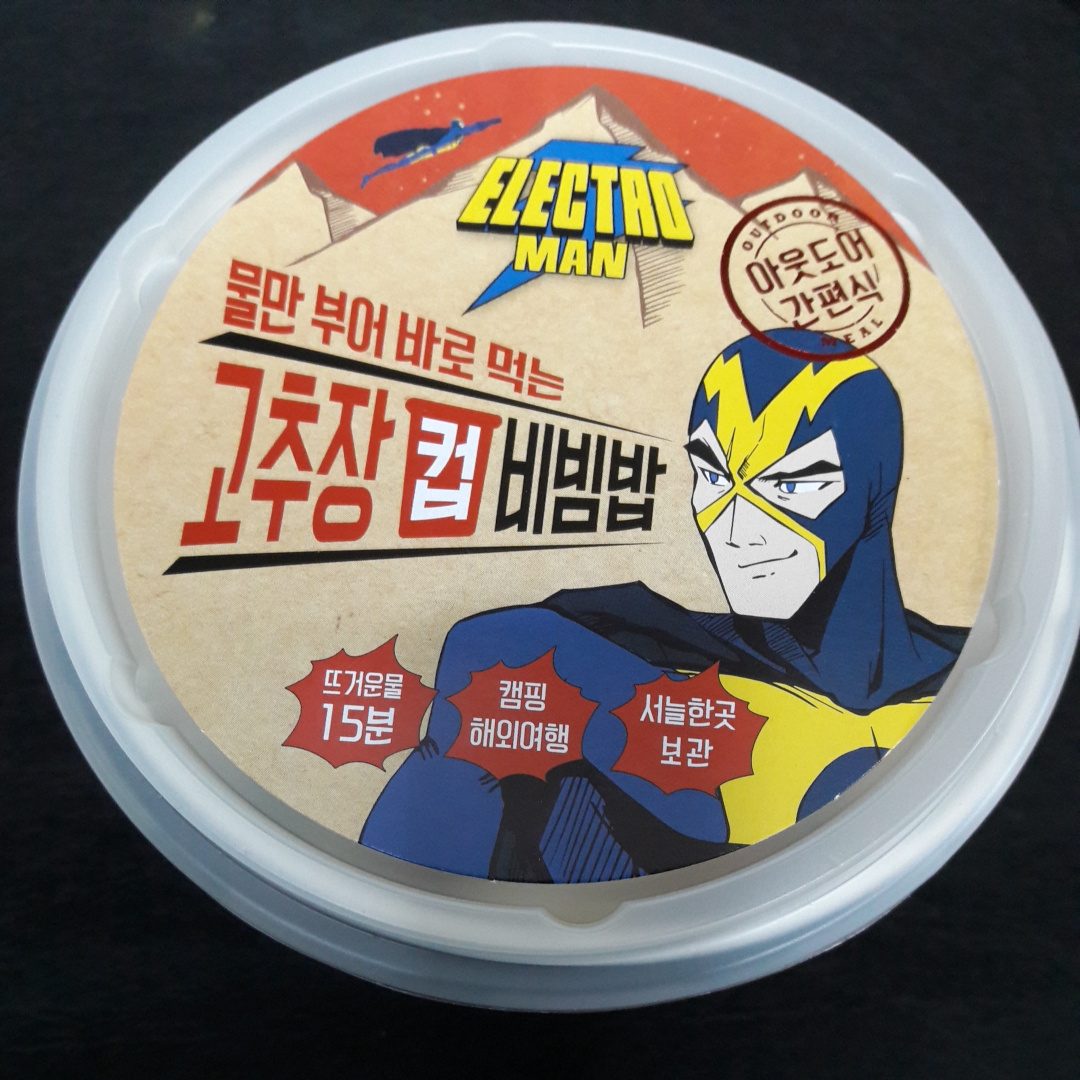 ELECTRO
MAN
OUTDOOR
아웃도어
간편식
MEAL
물만 부어 바로 먹는
고추장 컵 비빔밥
뜨거운물
15분
캠핑
해외여행
서늘한곳
보관